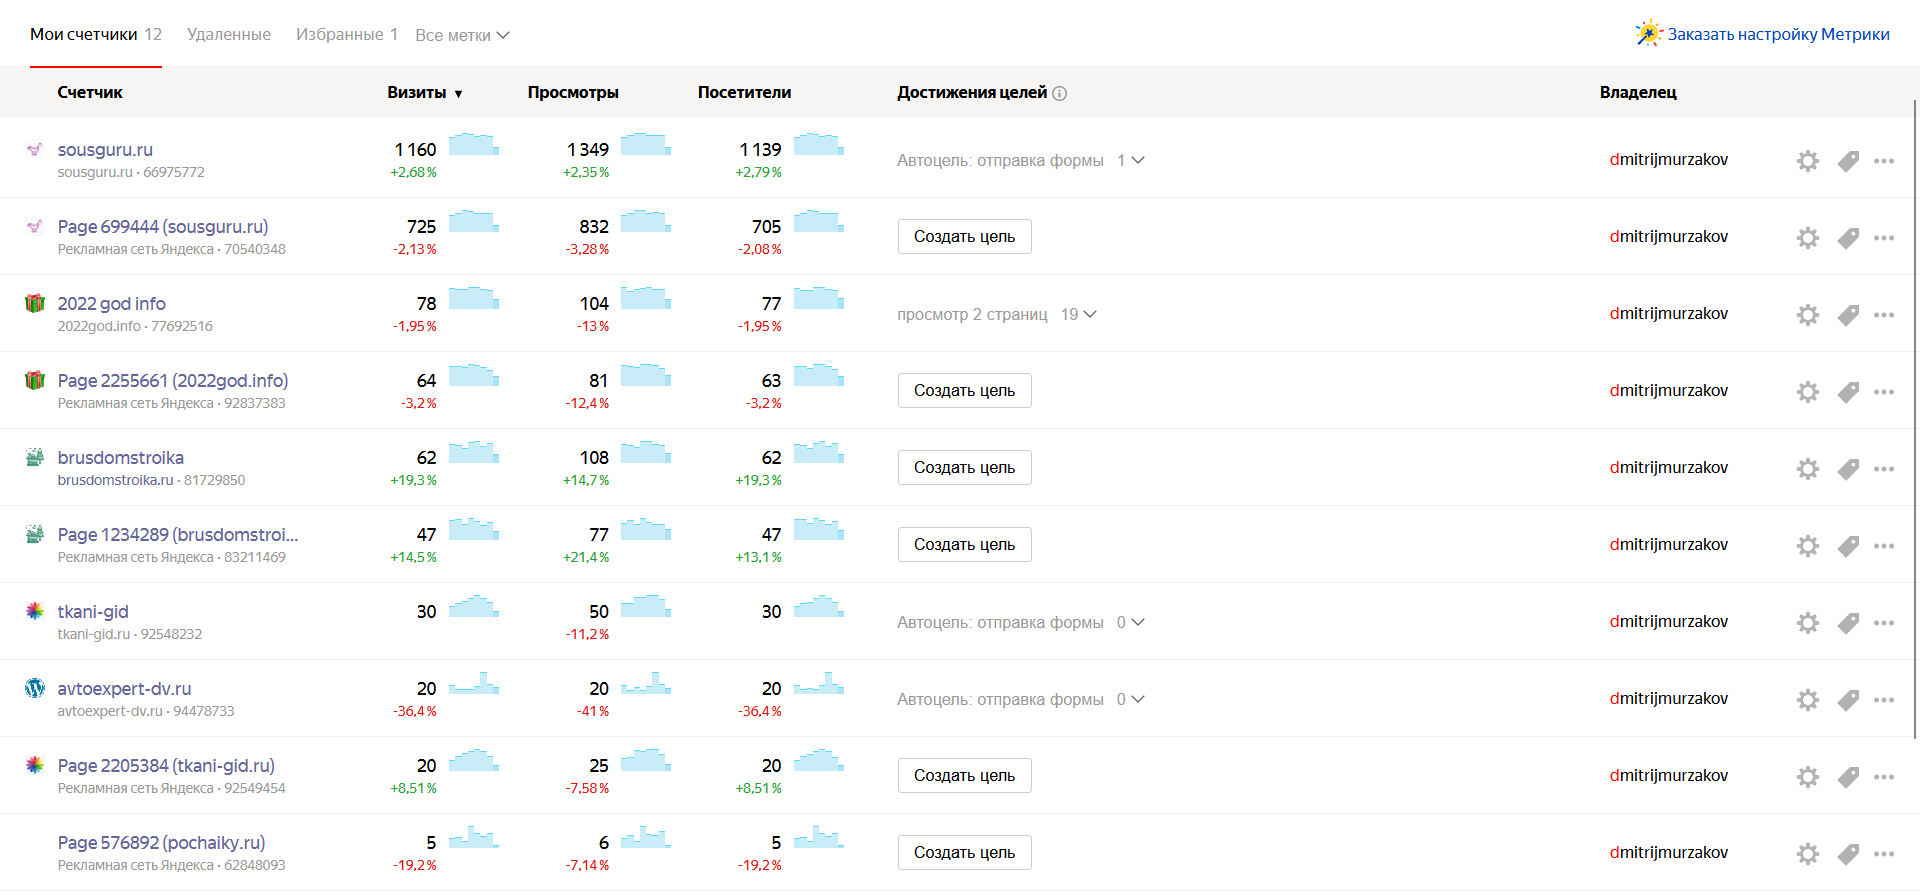 Мои счетчики 12 Удаленные Избранные 1 Все метки Заказать настройку Метрики
Счетчик Визиты ▼ Просмотры Посетители Достижения целей Владелец
sousguru.ru 1 160 1 349 1 139 Автоцель: отправка формы 1 dmitrijmurzakov
sousguru.ru · 66975772 +2,68 % +2,35 % +2,79 %
Page 699444 (sousguru.ru) 725 832 705 Создать цель dmitrijmurzakov
Рекламная сеть Яндекса · 70540348 -2,13 % -3,28 % -2,08 %
2022 god info 78 104 77 просмотр 2 страниц 19 dmitrijmurzakov
2022god.info · 77692516 -1,95 % -13 % -1,95 %
Page 2255661 (2022god.info) 64 81 63 Создать цель dmitrijmurzakov
Рекламная сеть Яндекса · 92837383 -3,2 % -12,4 % -3,2 %
brusdomstroika 62 108 62 Создать цель dmitrijmurzakov
brusdomstroika.ru · 81729850 +19,3 % +14,7 % +19,3 %
Page 1234289 (brusdomstroi... 47 77 47 Создать цель dmitrijmurzakov
Рекламная сеть Яндекса · 83211469 +14,5 % +21,4 % +13,1 %
tkani-gid 30 50 30 Автоцель: отправка формы 0 dmitrijmurzakov
tkani-gid.ru · 92548232 -11,2 %
avtoexpert-dv.ru 20 20 20 Автоцель: отправка формы 0 dmitrijmurzakov
avtoexpert-dv.ru · 94478733 -36,4 % -41 % -36,4 %
Page 2205384 (tkani-gid.ru) 20 25 20 Создать цель dmitrijmurzakov
Рекламная сеть Яндекса · 92549454 +8,51 % -7,58 % +8,51 %
Page 576892 (pochaiky.ru) 5 6 5 Создать цель dmitrijmurzakov
Рекламная сеть Яндекса · 62848093 -19,2 % -7,14 % -19,2 %